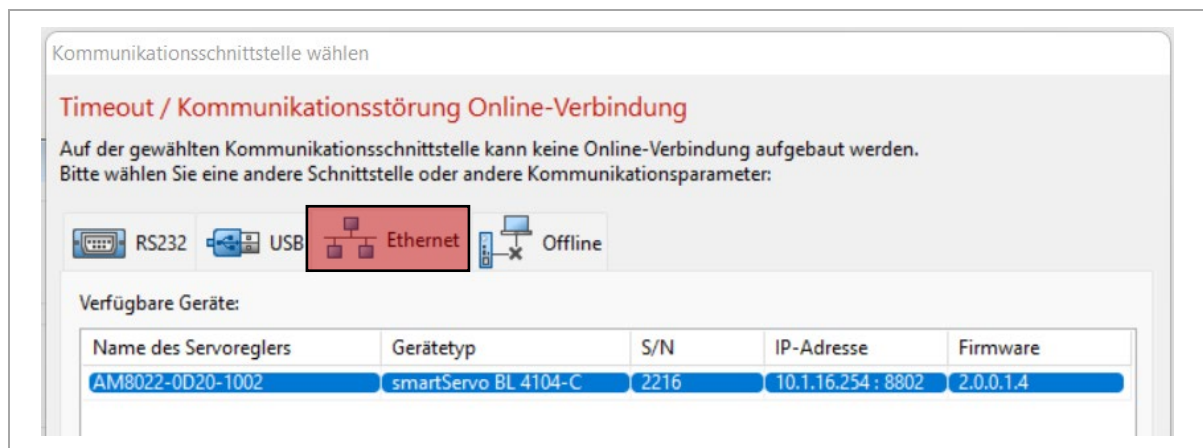 Kommunikationsschnittstelle wählen
Timeout / Kommunikationsstörung Online-Verbindung
Auf der gewählten Kommunikationsschnittstelle kann keine Online-Verbindung aufgebaut werden.
Bitte wählen Sie eine andere Schnittstelle oder andere Kommunikationsparameter:
RS232 USB Ethernet Offline
Verfügbare Geräte:
Name des Servoreglers Gerätetyp S/N IP-Adresse Firmware
AM8022-0D20-1002 smartServo BL 4104-C 2216 10.1.16.254 : 8802 2.0.0.1.4